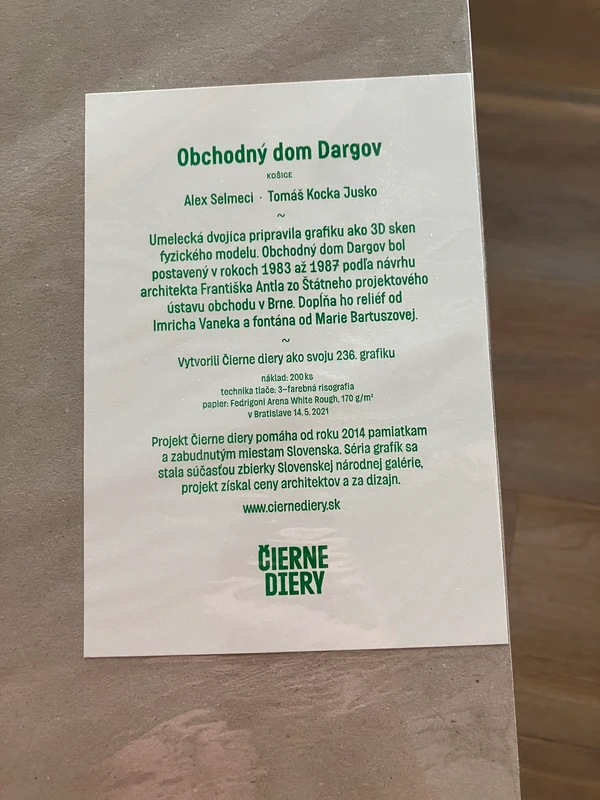 Obchodný dom Dargov
KOŠICE
Alex Selmeci · Tomáš Kocka Jusko
~
Umelecká dvojica pripravila grafiku ako 3D sken
fyzického modelu. Obchodný dom Dargov bol
postavený v rokoch 1983 až 1987 podľa návrhu
architekta Františka Antla zo Štátneho projektového
ústavu obchodu v Brne. Dopĺňa ho reliéf od
Imricha Vaneka a fontána od Marie Bartuszovej.
~
Vytvorili Čierne diery ako svoju 236. grafiku
náklad: 200 ks
technika tlače: 3-farebná risografia
papier: Fedrigoni Arena White Rough, 170 g/m²
v Bratislave 14. 5. 2021
Projekt Čierne diery pomáha od roku 2014 pamiatkam
a zabudnutým miestam Slovenska. Séria grafík sa
stala súčasťou zbierky Slovenskej národnej galérie,
projekt získal ceny architektov a za dizajn.
www.ciernediery.sk
ČIERNE
DIERY